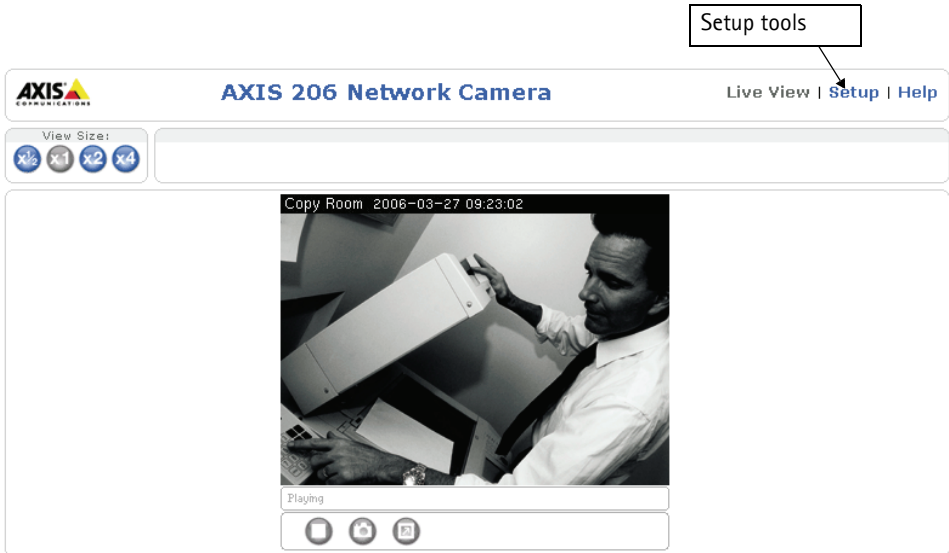 Setup tools
AXIS
COMMUNICATIONS
AXIS 206 Network Camera
Live View | Setup | Help
View Size:
x½ x1 x2 x4
Copy Room 2006-03-27 09:23:02
Playing